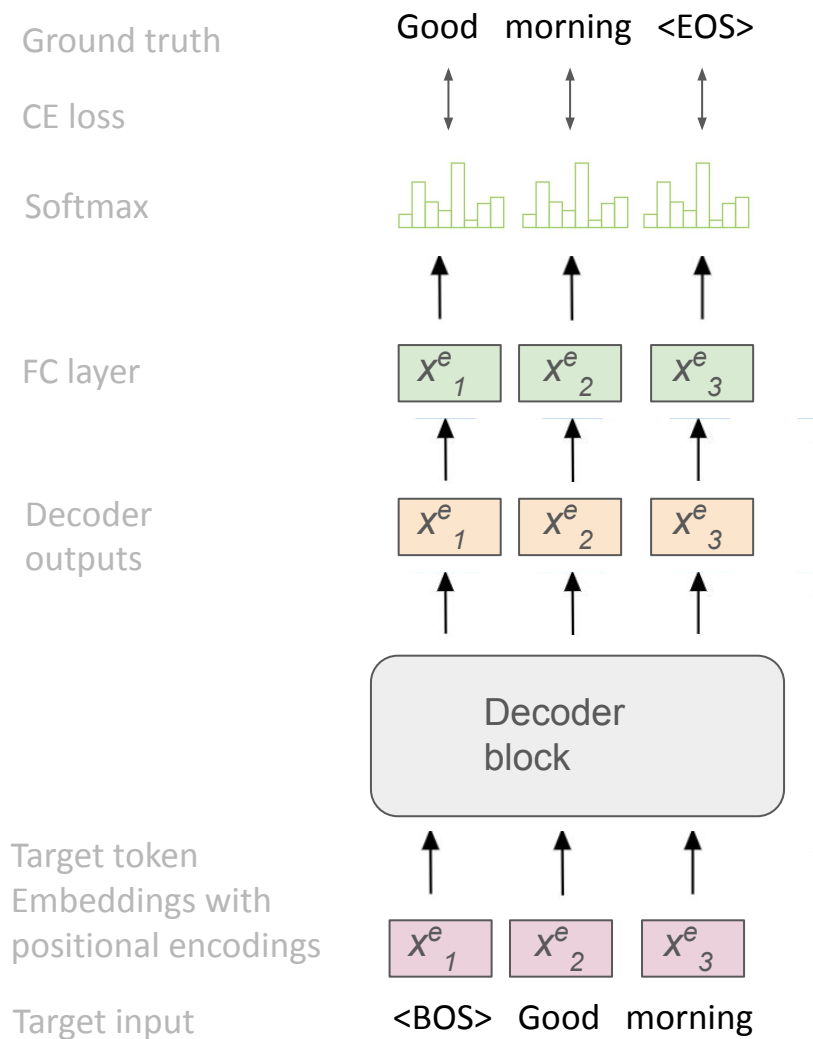 Ground truth Good morning <EOS>
CE loss
Softmax
FC layer x^e_1 x^e_2 x^e_3
Decoder outputs x^e_1 x^e_2 x^e_3
Decoder
block
Target token
Embeddings with
positional encodings x^e_1 x^e_2 x^e_3
Target input <BOS> Good morning